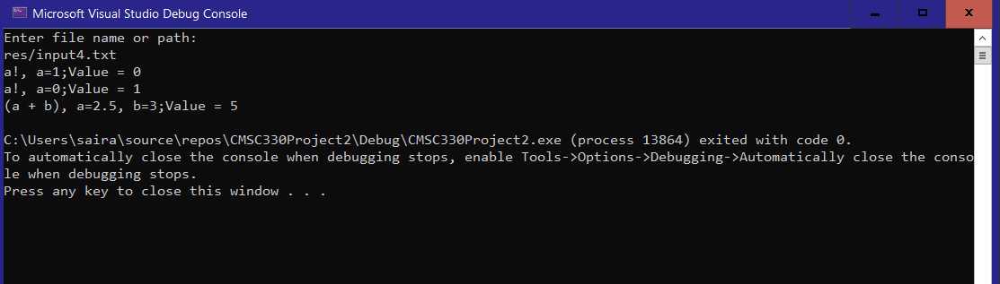 Microsoft Visual Studio Debug Console
Enter file name or path:
res/input4.txt
a!, a=1;Value = 0
a!, a=0;Value = 1
(a + b), a=2.5, b=3;Value = 5

C:\Users\saira\source\repos\CMSC330Project2\Debug\CMSC330Project2.exe (process 13864) exited with code 0.
To automatically close the console when debugging stops, enable Tools->Options->Debugging->Automatically close the conso
le when debugging stops.
Press any key to close this window . . .